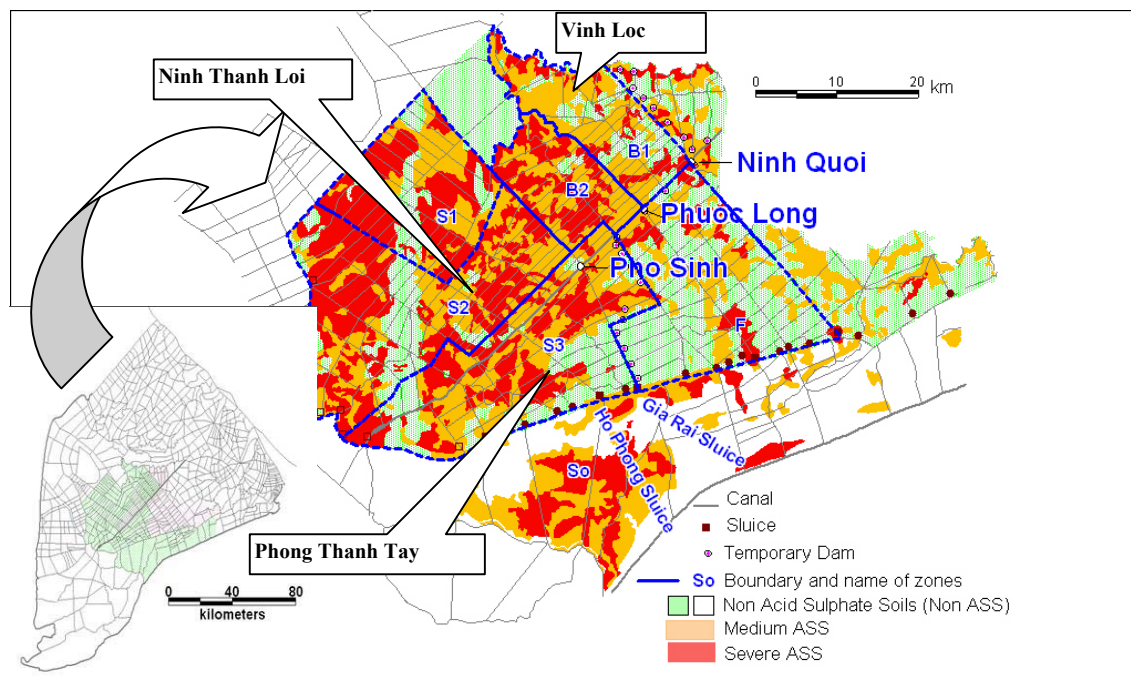 Vinh Loc
Ninh Thanh Loi
0 10 20 km
B1
Ninh Quoi
B2
S1
Phuoc Long
Pho Sinh
S2
F
S3
Gia Rai Sluice
Ho Phong Sluice
So
Phong Thanh Tay
Canal
Sluice
Temporary Dam
So Boundary and name of zones
Non Acid Sulphate Soils (Non ASS)
Medium ASS
Severe ASS
0 40 80
kilometers